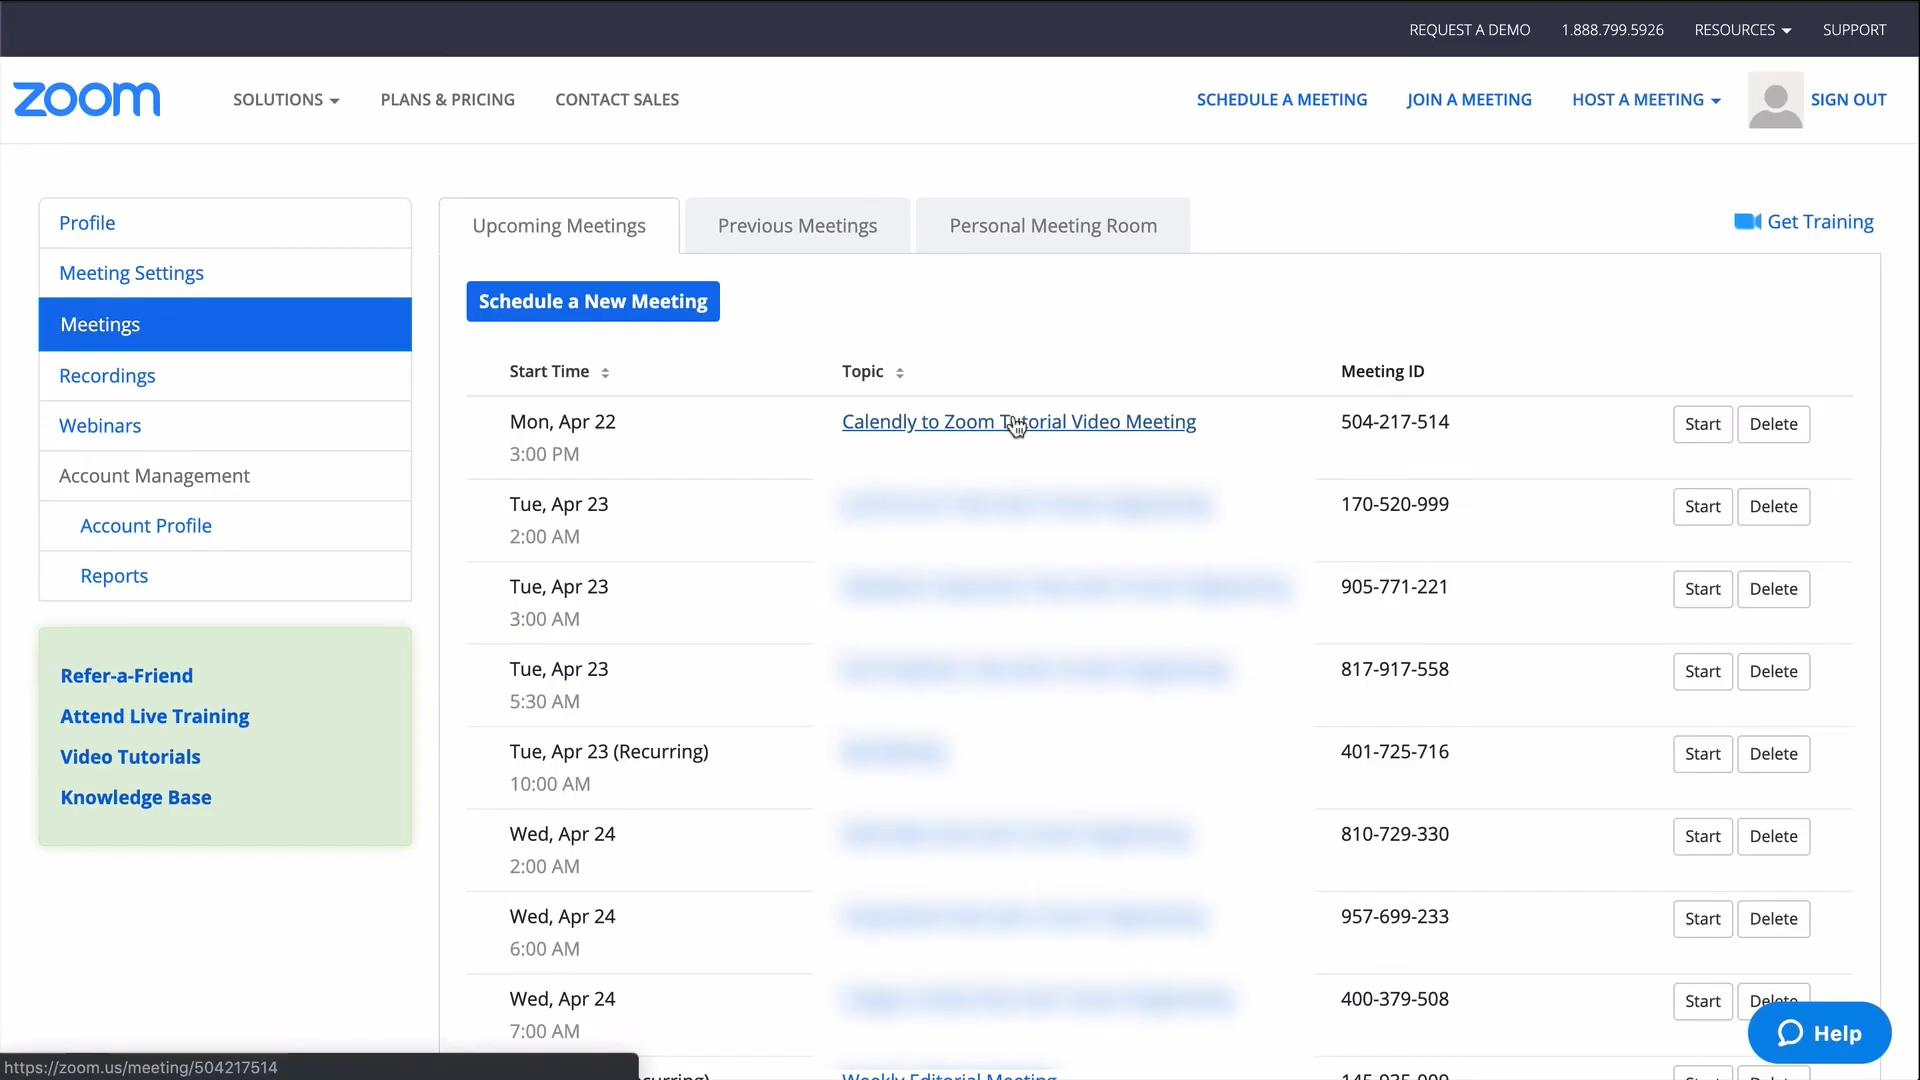 REQUEST A DEMO 1.888.799.5926 RESOURCES SUPPORT
zoom SOLUTIONS PLANS & PRICING CONTACT SALES SCHEDULE A MEETING JOIN A MEETING HOST A MEETING SIGN OUT
Profile
Meeting Settings
Meetings
Recordings
Webinars
Account Management
Account Profile
Reports
Refer-a-Friend
Attend Live Training
Video Tutorials
Knowledge Base
Upcoming Meetings Previous Meetings Personal Meeting Room Get Training
Schedule a New Meeting
Start Time Topic Meeting ID
Mon, Apr 22 Calendly to Zoom Tutorial Video Meeting 504-217-514 Start Delete
3:00 PM
Tue, Apr 23 170-520-999 Start Delete
2:00 AM
Tue, Apr 23 905-771-221 Start Delete
3:00 AM
Tue, Apr 23 817-917-558 Start Delete
5:30 AM
Tue, Apr 23 (Recurring) 401-725-716 Start Delete
10:00 AM
Wed, Apr 24 810-729-330 Start Delete
2:00 AM
Wed, Apr 24 957-699-233 Start Delete
6:00 AM
Wed, Apr 24 400-379-508 Start Delete
7:00 AM
Weekly Editorial Meeting
Help
https://zoom.us/meeting/504217514